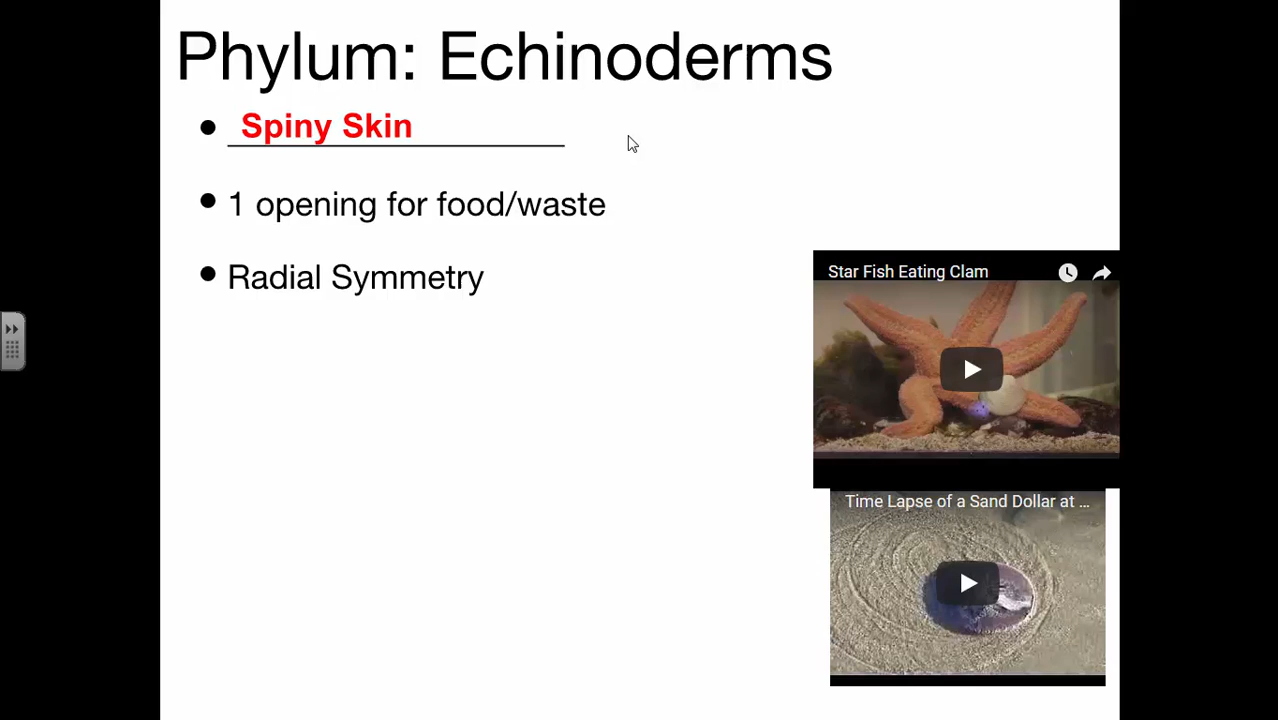 Phylum: Echinoderms
• Spiny Skin
• 1 opening for food/waste
• Radial Symmetry
Star Fish Eating Clam
Time Lapse of a Sand Dollar at ...